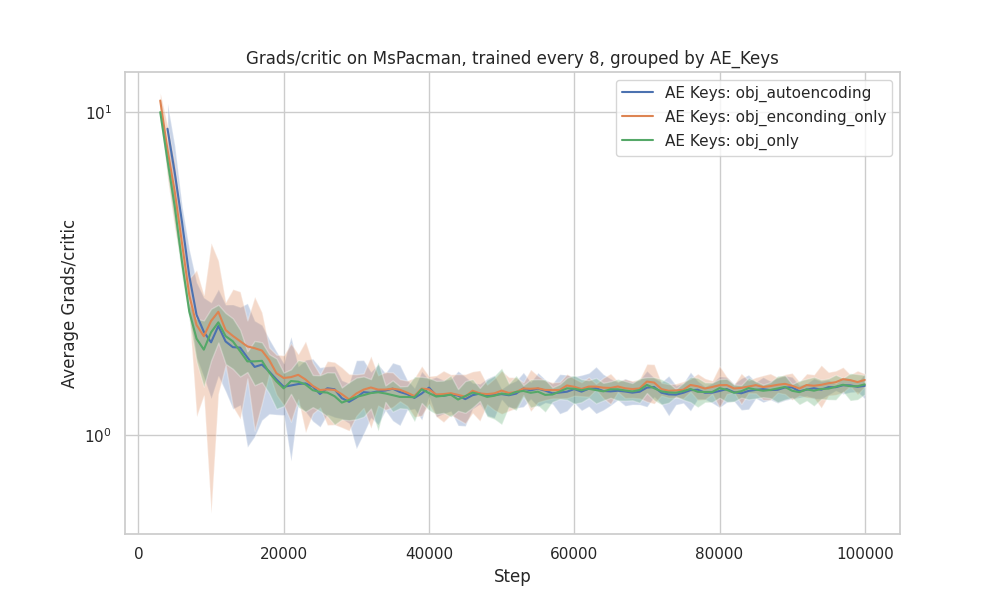 Grads/critic on MsPacman, trained every 8, grouped by AE_Keys
AE Keys: obj_autoencoding
AE Keys: obj_enconding_only
AE Keys: obj_only
10¹
10⁰
Average Grads/critic
0 20000 40000 60000 80000 100000
Step